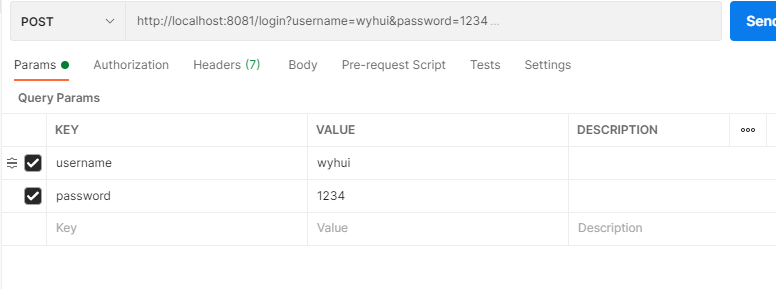 POST http://localhost:8081/login?username=wyhui&password=1234 ... Send
Params Authorization Headers (7) Body Pre-request Script Tests Settings
Query Params
KEY VALUE DESCRIPTION
username wyhui
password 1234
Key Value Description